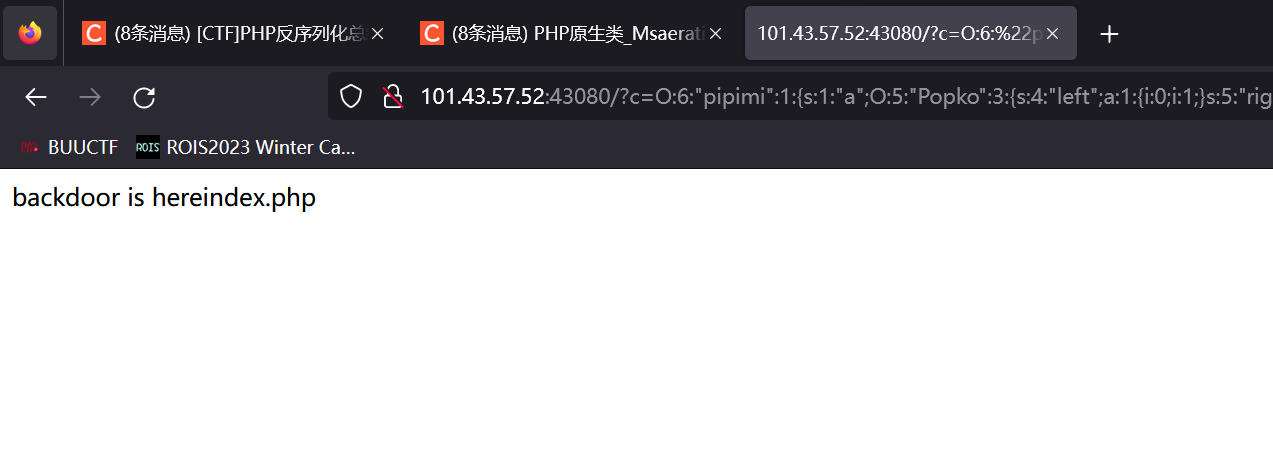 (8条消息) [CTF]PHP反序列化总
(8条消息) PHP原生类_Msaerati
101.43.57.52:43080/?c=O:6:%22p
101.43.57.52:43080/?c=O:6:"pipimi":1:{s:1:"a";O:5:"Popko":3:{s:4:"left";a:1:{i:0;i:1;}s:5:"rig
BUUCTF
ROIS
ROIS2023 Winter Ca...
backdoor is hereindex.php